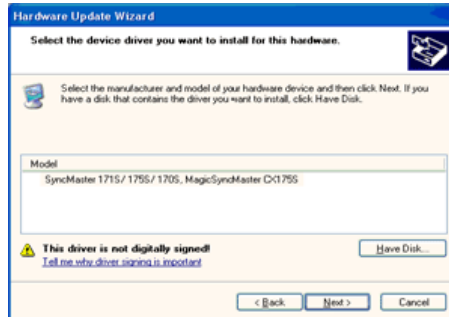 Hardware Update Wizard
Select the device driver you want to install for this hardware.
Select the manufacturer and model of your hardware device and then click Next. If you
have a disk that contains the driver you want to install, click Have Disk.
Model
SyncMaster 171S/ 175S/ 170S, MagicSyncMaster CX175S
This driver is not digitally signed!
Have Disk...
Tell me why driver signing is important
< Back
Next >
Cancel